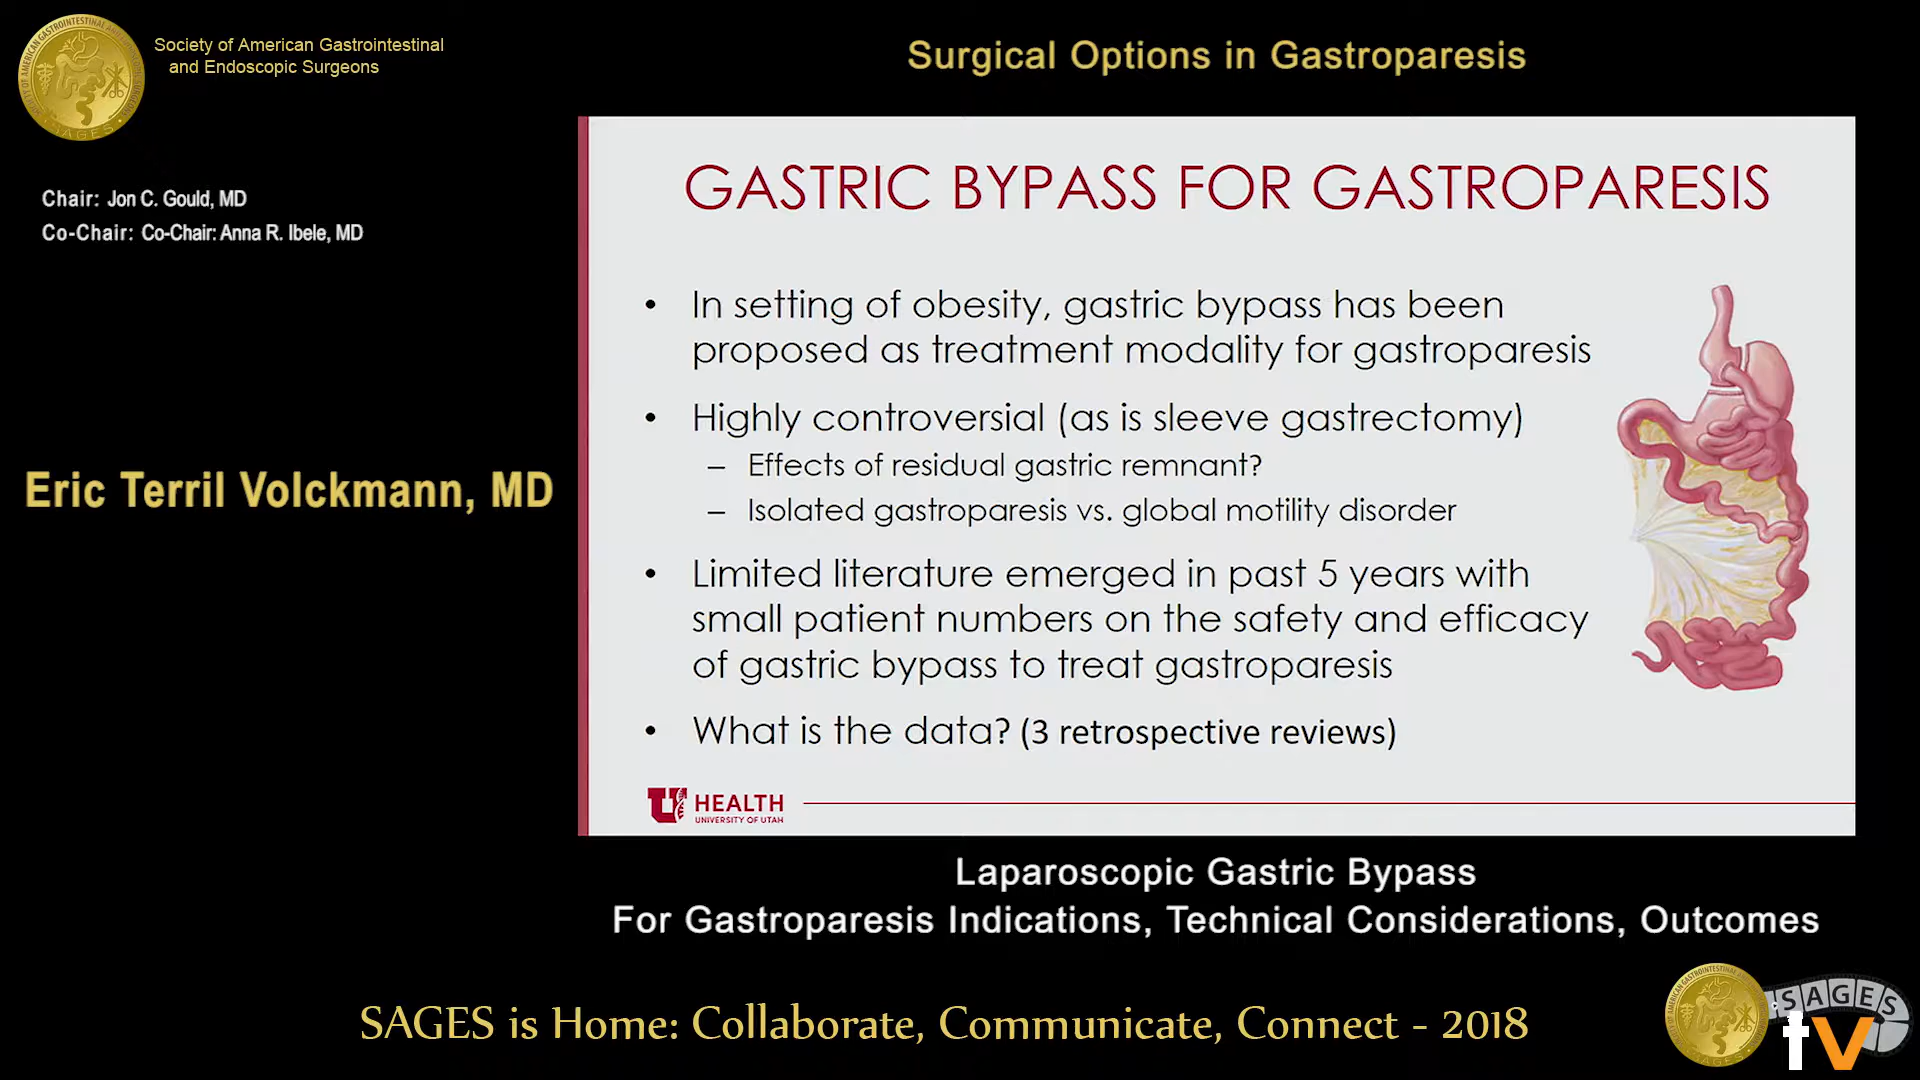 Society of American Gastrointestinal
and Endoscopic Surgeons
Surgical Options in Gastroparesis
Chair: Jon C. Gould, MD
Co-Chair: Co-Chair: Anna R. Ibele, MD
Eric Terril Volckmann, MD
GASTRIC BYPASS FOR GASTROPARESIS
• In setting of obesity, gastric bypass has been
proposed as treatment modality for gastroparesis
• Highly controversial (as is sleeve gastrectomy)
– Effects of residual gastric remnant?
– Isolated gastroparesis vs. global motility disorder
• Limited literature emerged in past 5 years with
small patient numbers on the safety and efficacy
of gastric bypass to treat gastroparesis
• What is the data? (3 retrospective reviews)
U HEALTH
UNIVERSITY OF UTAH
Laparoscopic Gastric Bypass
For Gastroparesis Indications, Technical Considerations, Outcomes
SAGES is Home: Collaborate, Communicate, Connect - 2018
SAGES
tv